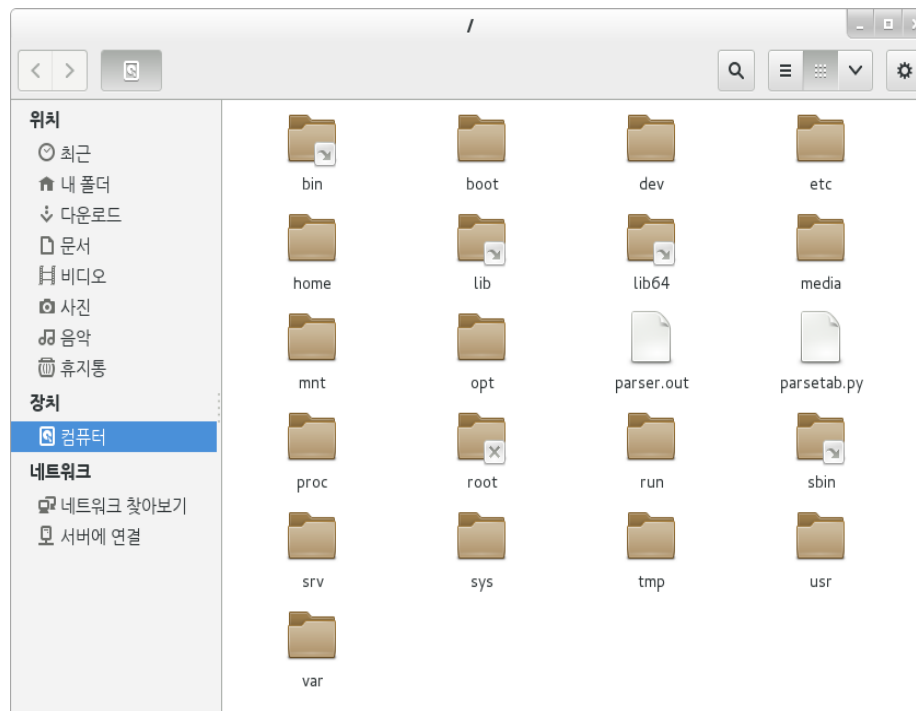 /
위치
최근
내 폴더
다운로드
문서
비디오
사진
음악
휴지통
장치
컴퓨터
네트워크
네트워크 찾아보기
서버에 연결
bin boot dev etc
home lib lib64 media
mnt opt parser.out parsetab.py
proc root run sbin
srv sys tmp usr
var